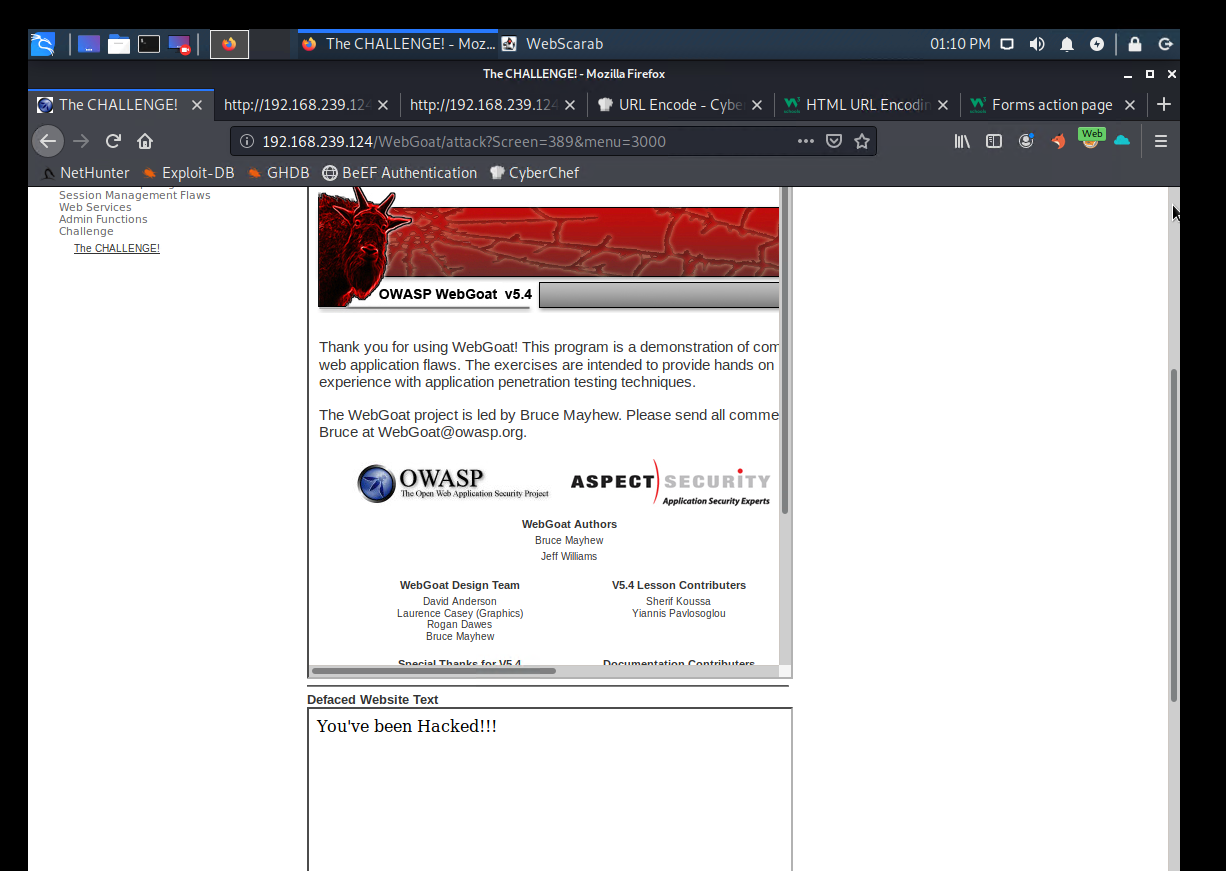 The CHALLENGE! - Moz...
WebScarab
01:10 PM
The CHALLENGE! - Mozilla Firefox
The CHALLENGE!
http://192.168.239.124
http://192.168.239.124
URL Encode - Cybe
HTML URL Encodin
Forms action page
192.168.239.124/WebGoat/attack?Screen=389&menu=3000
Web
NetHunter
Exploit-DB
GHDB
BeEF Authentication
CyberChef
Session Management Flaws
Web Services
Admin Functions
Challenge
The CHALLENGE!
OWASP WebGoat v5.4
Thank you for using WebGoat! This program is a demonstration of com
web application flaws. The exercises are intended to provide hands on
experience with application penetration testing techniques.
The WebGoat project is led by Bruce Mayhew. Please send all comme
Bruce at WebGoat@owasp.org.
OWASP
The Open Web Application Security Project
ASPECT SECURITY
Application Security Experts
WebGoat Authors
Bruce Mayhew
Jeff Williams
WebGoat Design Team
David Anderson
Laurence Casey (Graphics)
Rogan Dawes
Bruce Mayhew
V5.4 Lesson Contributers
Sherif Koussa
Yiannis Pavlosoglou
Special Thanks for V5.4
Documentation Contributers
Defaced Website Text
You've been Hacked!!!